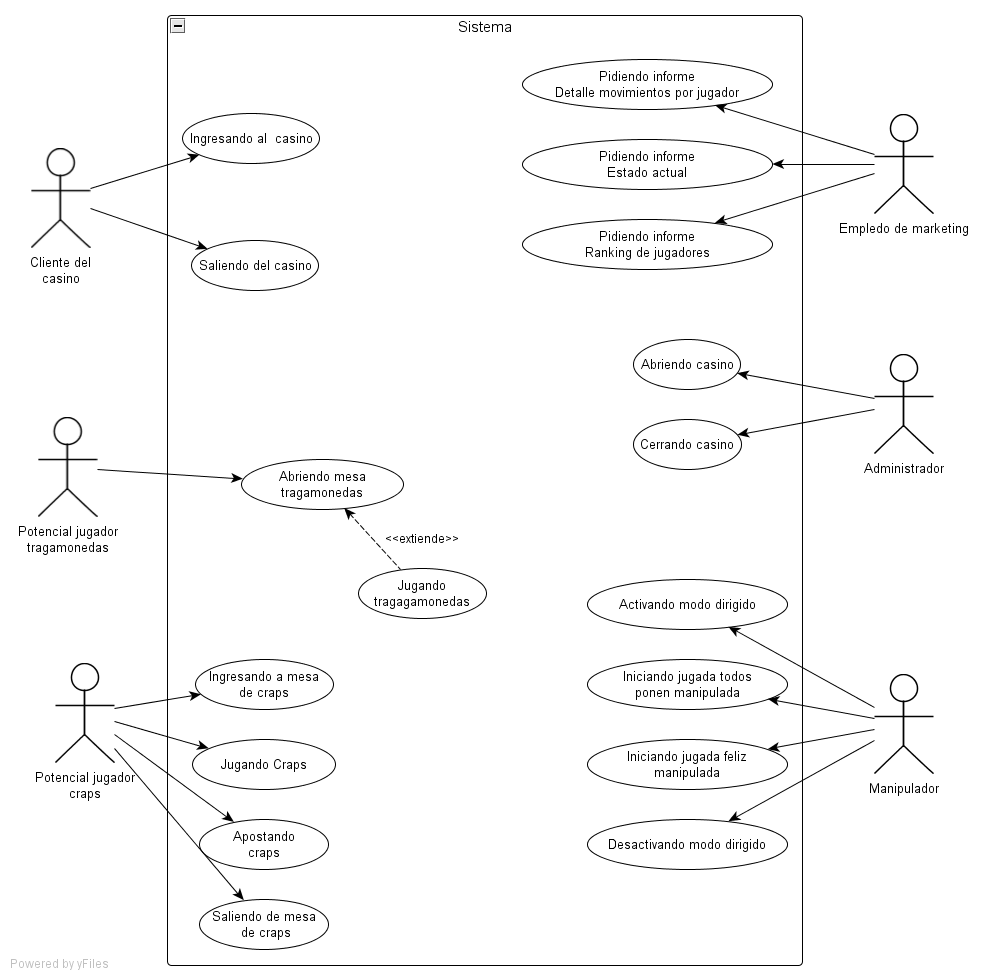 Sistema
Pidiendo informe
Detalle movimientos por jugador
Ingresando al  casino
Pidiendo informe
Estado actual
Empledo de marketing
Pidiendo informe
Ranking de jugadores
Cliente del
casino
Saliendo del casino
Abriendo casino
Cerrando casino
Administrador
Abriendo mesa
tragamonedas
Potencial jugador
tragamonedas
<<extiende>>
Jugando
tragagamonedas
Activando modo dirigido
Ingresando a mesa
de craps
Iniciando jugada todos
ponen manipulada
Potencial jugador
craps
Jugando Craps
Iniciando jugada feliz
manipulada
Manipulador
Apostando
craps
Desactivando modo dirigido
Saliendo de mesa
de craps
Powered by yFiles